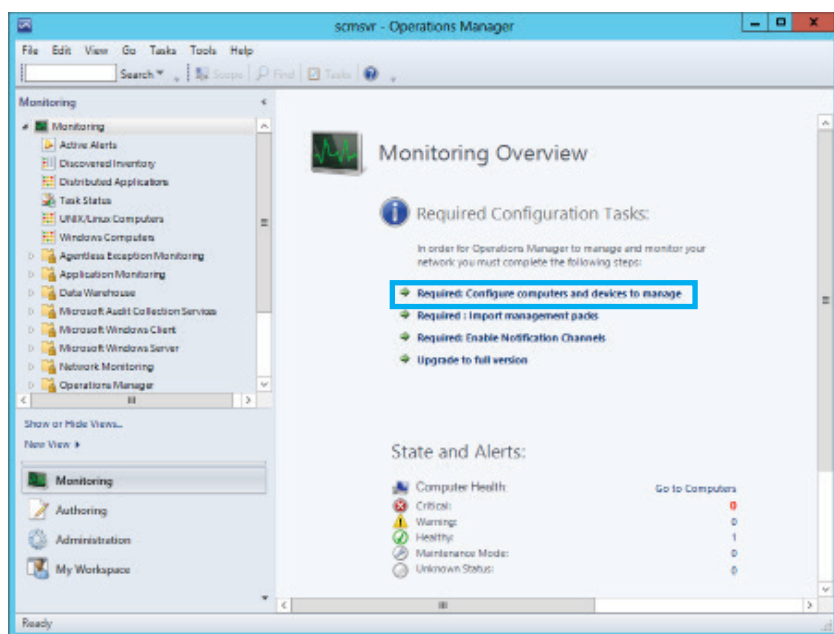 scmsvr - Operations Manager
File Edit View Go Tasks Tools Help
Search Scope Find Tasks
Monitoring
Monitoring
Active Alerts
Discovered Inventory
Distributed Applications
Task Status
UNIX/Linux Computers
Windows Computers
Agentless Exception Monitoring
Application Monitoring
Data Warehouse
Microsoft Audit Collection Services
Microsoft Windows Client
Microsoft Windows Server
Network Monitoring
Operations Manager
Show or Hide Views...
New View
Monitoring
Authoring
Administration
My Workspace
Monitoring Overview
Required Configuration Tasks:
In order for Operations Manager to manage and monitor your
network you must complete the following steps:
Required: Configure computers and devices to manage
Required : Import management packs
Required: Enable Notification Channels
Upgrade to full version
State and Alerts:
Computer Health: Go to Computers
Critical: 0
Warning: 0
Healthy: 1
Maintenance Mode: 0
Unknown Status: 0
Ready